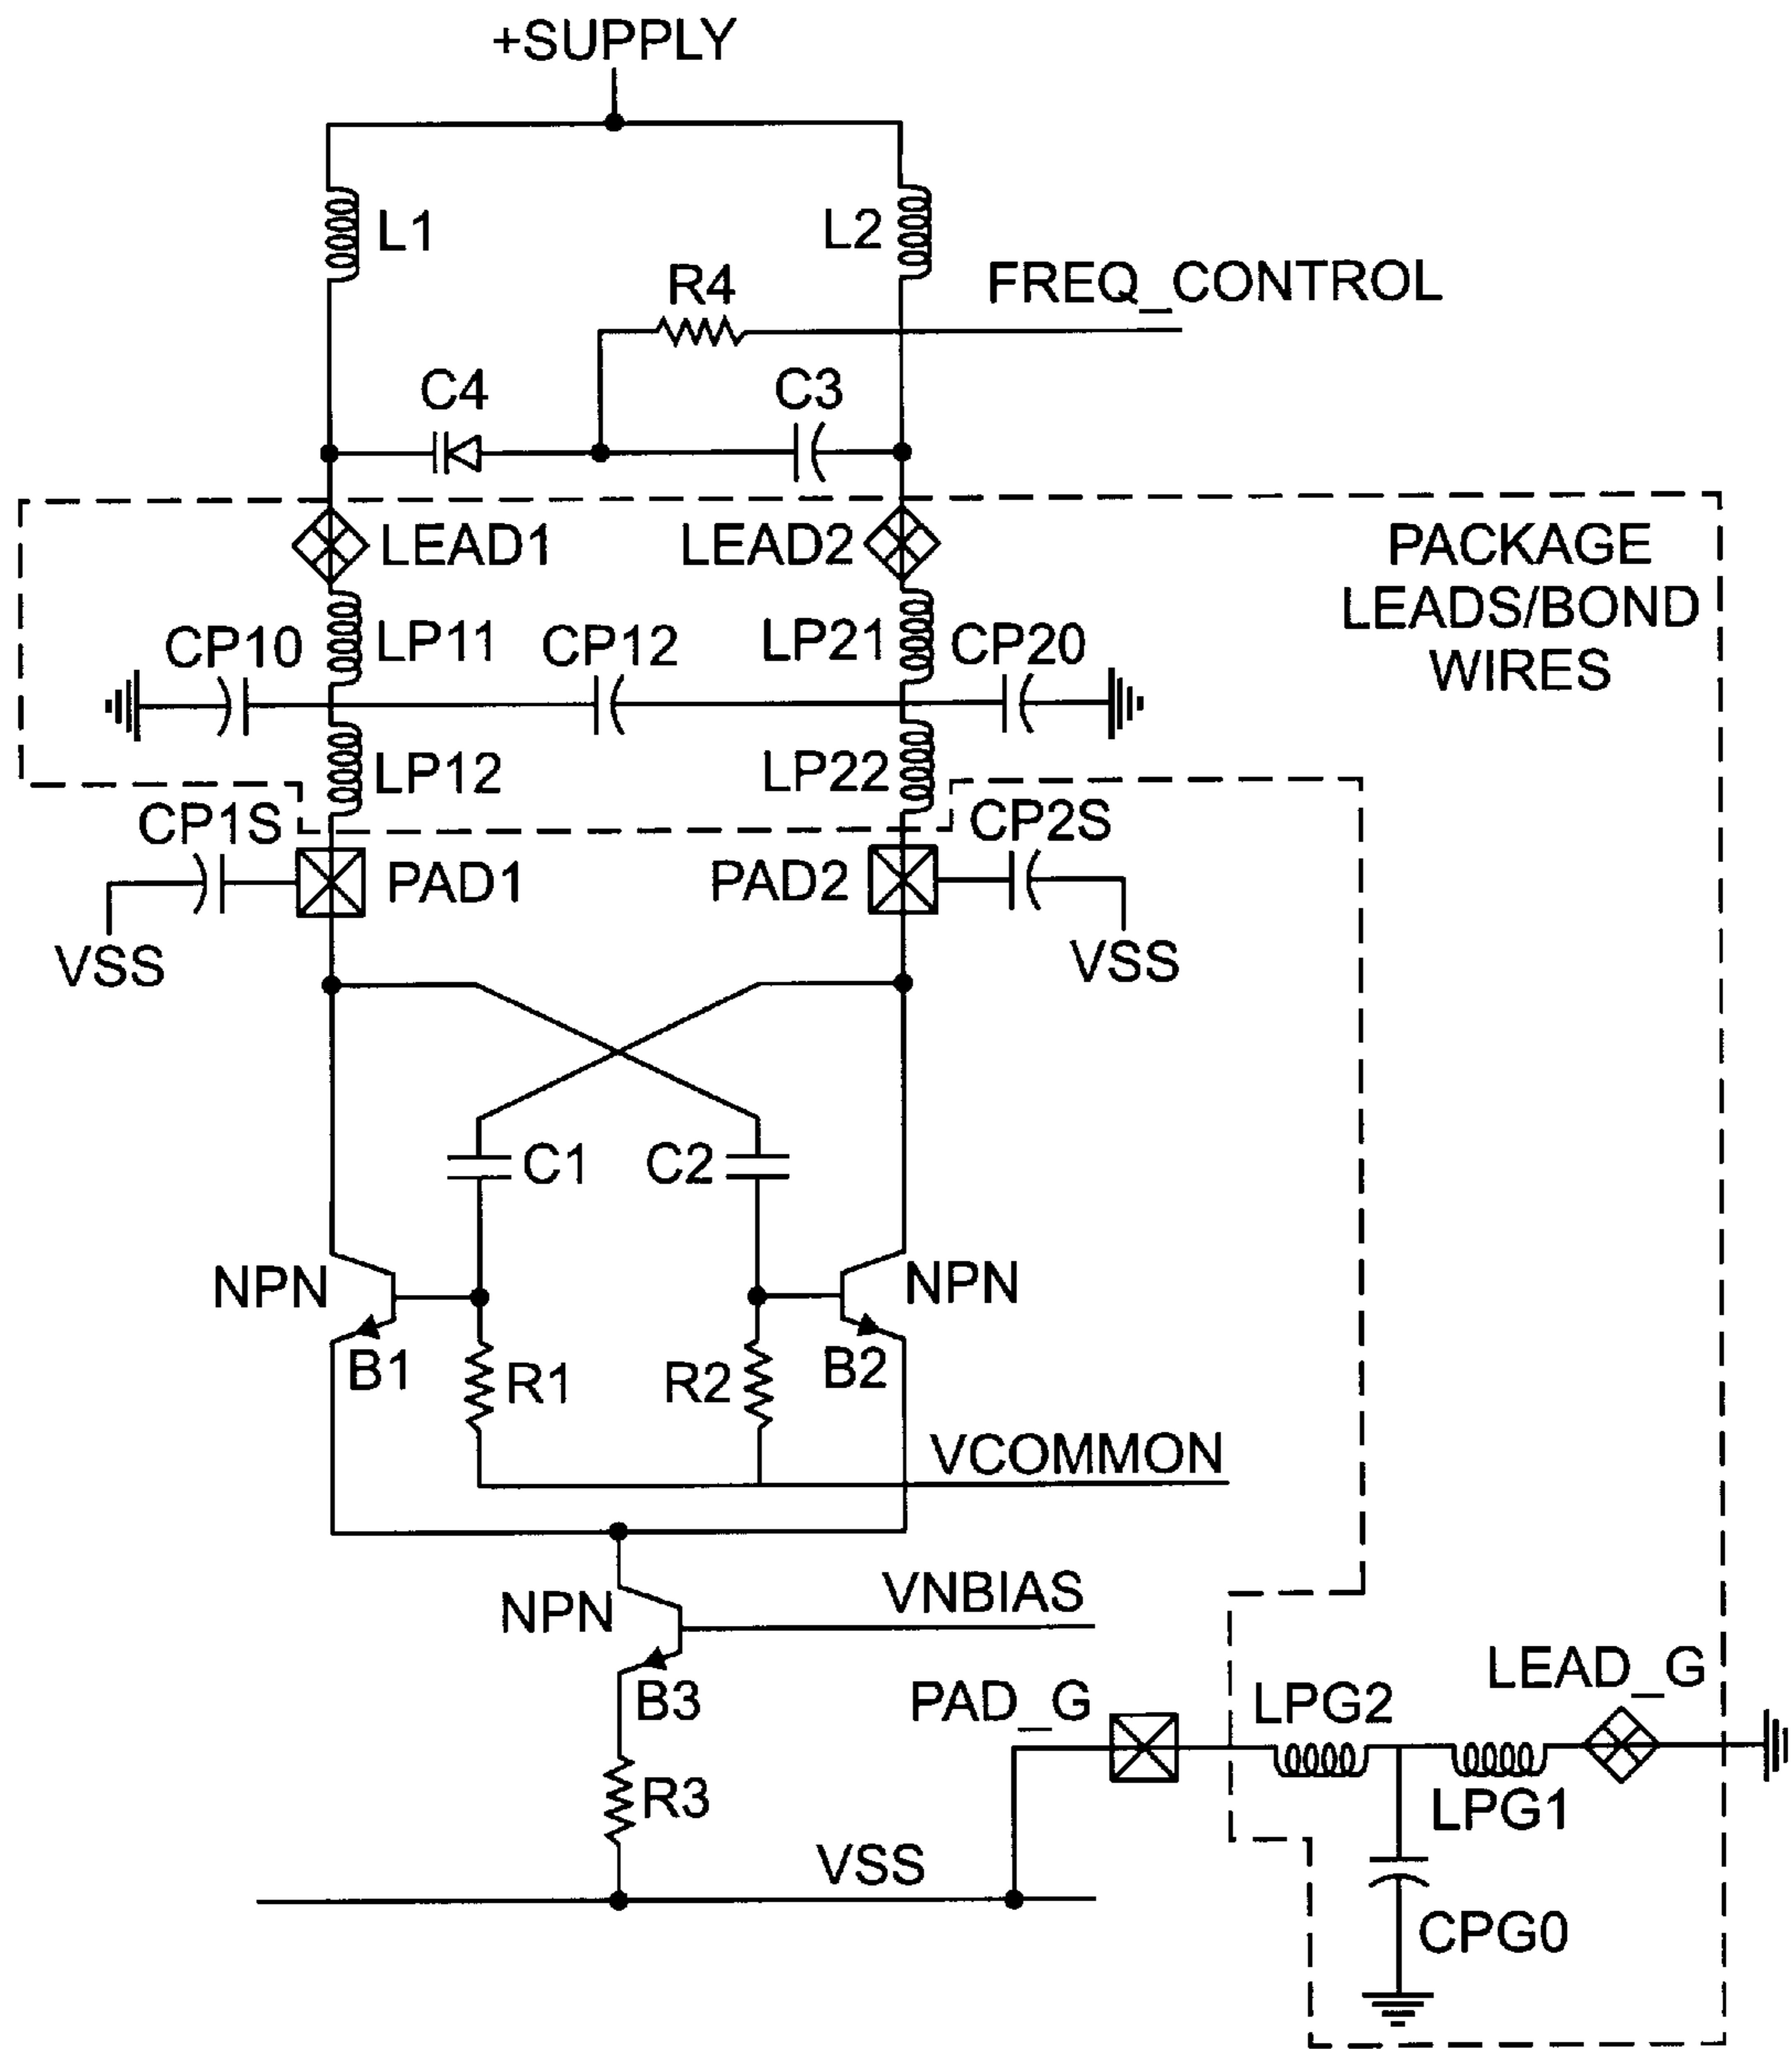 +SUPPLY
L1
L2
R4
FREQ_CONTROL
C4
C3
LEAD1
LEAD2
PACKAGE
LEADS/BOND
WIRES
CP10
LP11
CP12
LP21
CP20
LP12
LP22
CP1S
CP2S
PAD1
PAD2
VSS
VSS
C1
C2
NPN
NPN
B1
R1
R2
B2
VCOMMON
NPN
VNBIAS
B3
PAD_G
LPG2
LEAD_G
R3
LPG1
VSS
CPG0